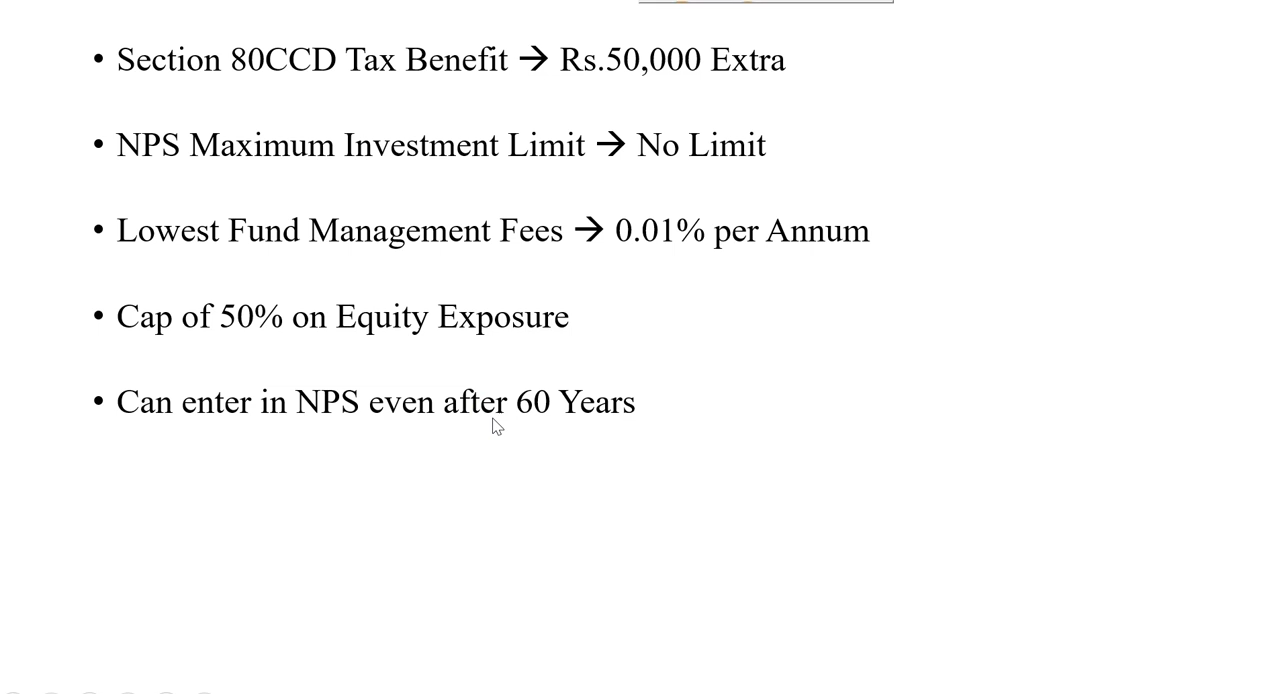 • Section 80CCD Tax Benefit → Rs.50,000 Extra
• NPS Maximum Investment Limit → No Limit
• Lowest Fund Management Fees → 0.01% per Annum
• Cap of 50% on Equity Exposure
• Can enter in NPS even after 60 Years